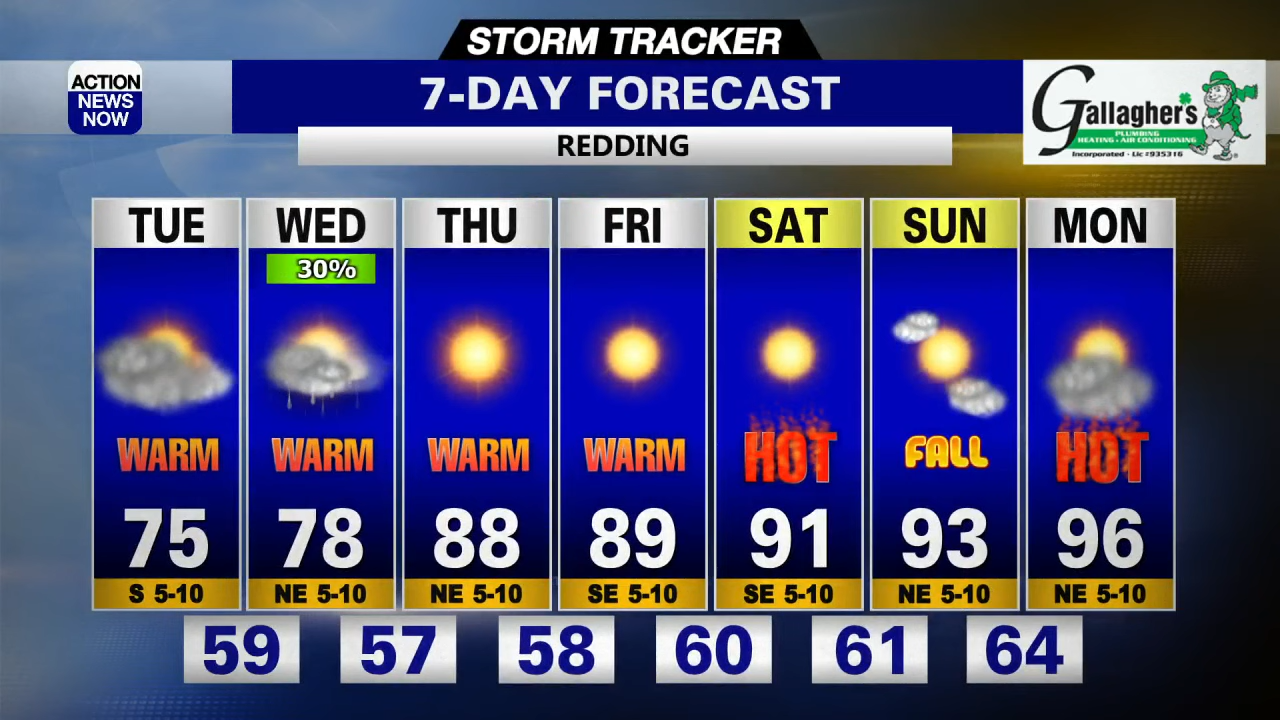 STORM TRACKER
ACTION
NEWS
NOW
7-DAY FORECAST
REDDING
Gallagher's
PLUMBING
HEATING • AIR CONDITIONING
Incorporated · Lic #935316
TUE WED THU FRI SAT SUN MON
30%
WARM WARM WARM WARM HOT FALL HOT
75 78 88 89 91 93 96
S 5-10 NE 5-10 NE 5-10 SE 5-10 SE 5-10 NE 5-10 NE 5-10
59 57 58 60 61 64